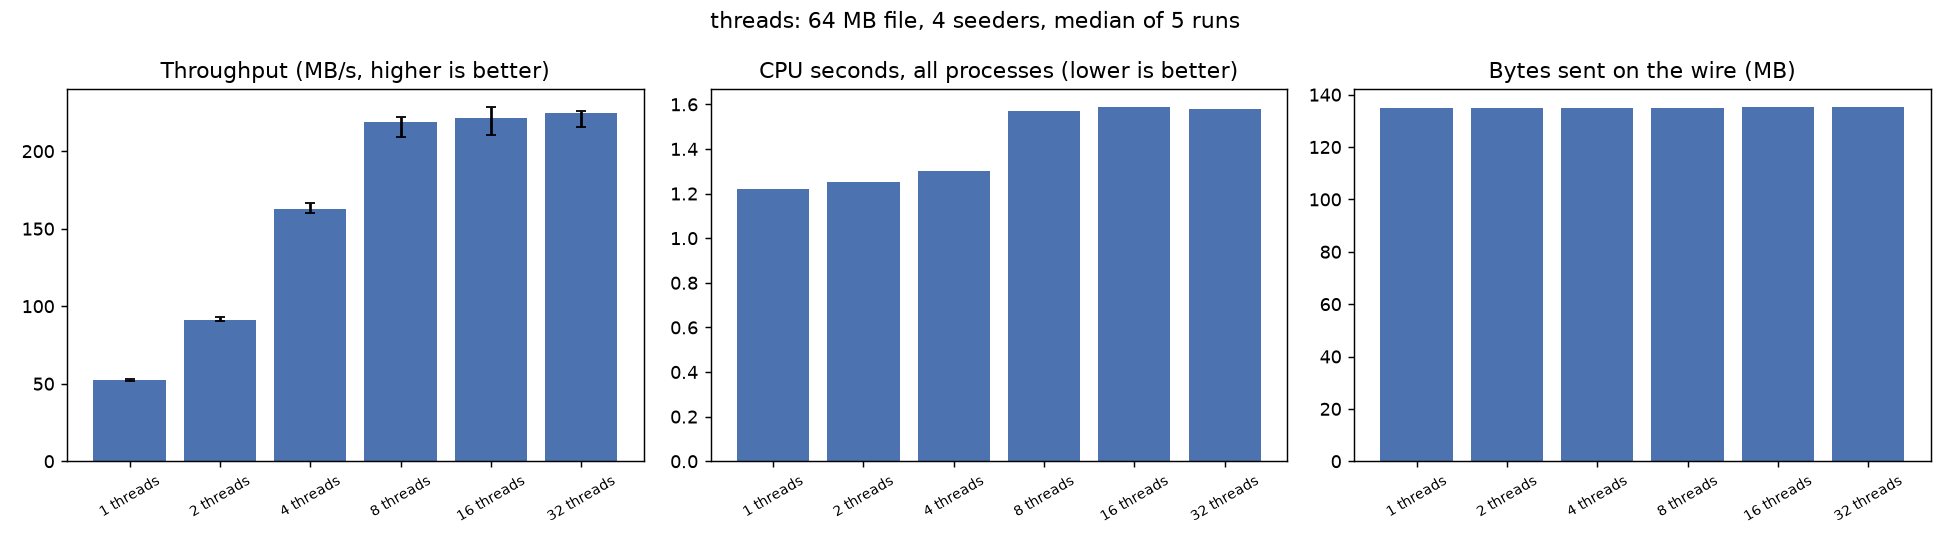 threads: 64 MB file, 4 seeders, median of 5 runs
Throughput (MB/s, higher is better)
200
150
100
50
0
1 threads
2 threads
4 threads
8 threads
16 threads
32 threads
CPU seconds, all processes (lower is better)
1.6
1.4
1.2
1.0
0.8
0.6
0.4
0.2
0.0
1 threads
2 threads
4 threads
8 threads
16 threads
32 threads
Bytes sent on the wire (MB)
140
120
100
80
60
40
20
0
1 threads
2 threads
4 threads
8 threads
16 threads
32 threads